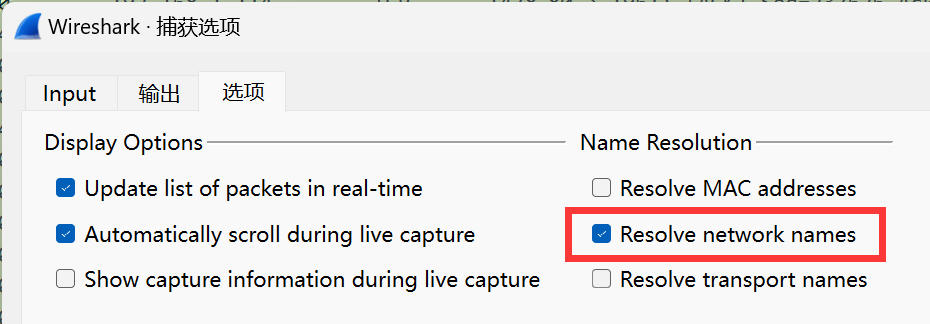 Wireshark · 捕获选项
Input 输出 选项
Display Options
Update list of packets in real-time
Automatically scroll during live capture
Show capture information during live capture
Name Resolution
Resolve MAC addresses
Resolve network names
Resolve transport names